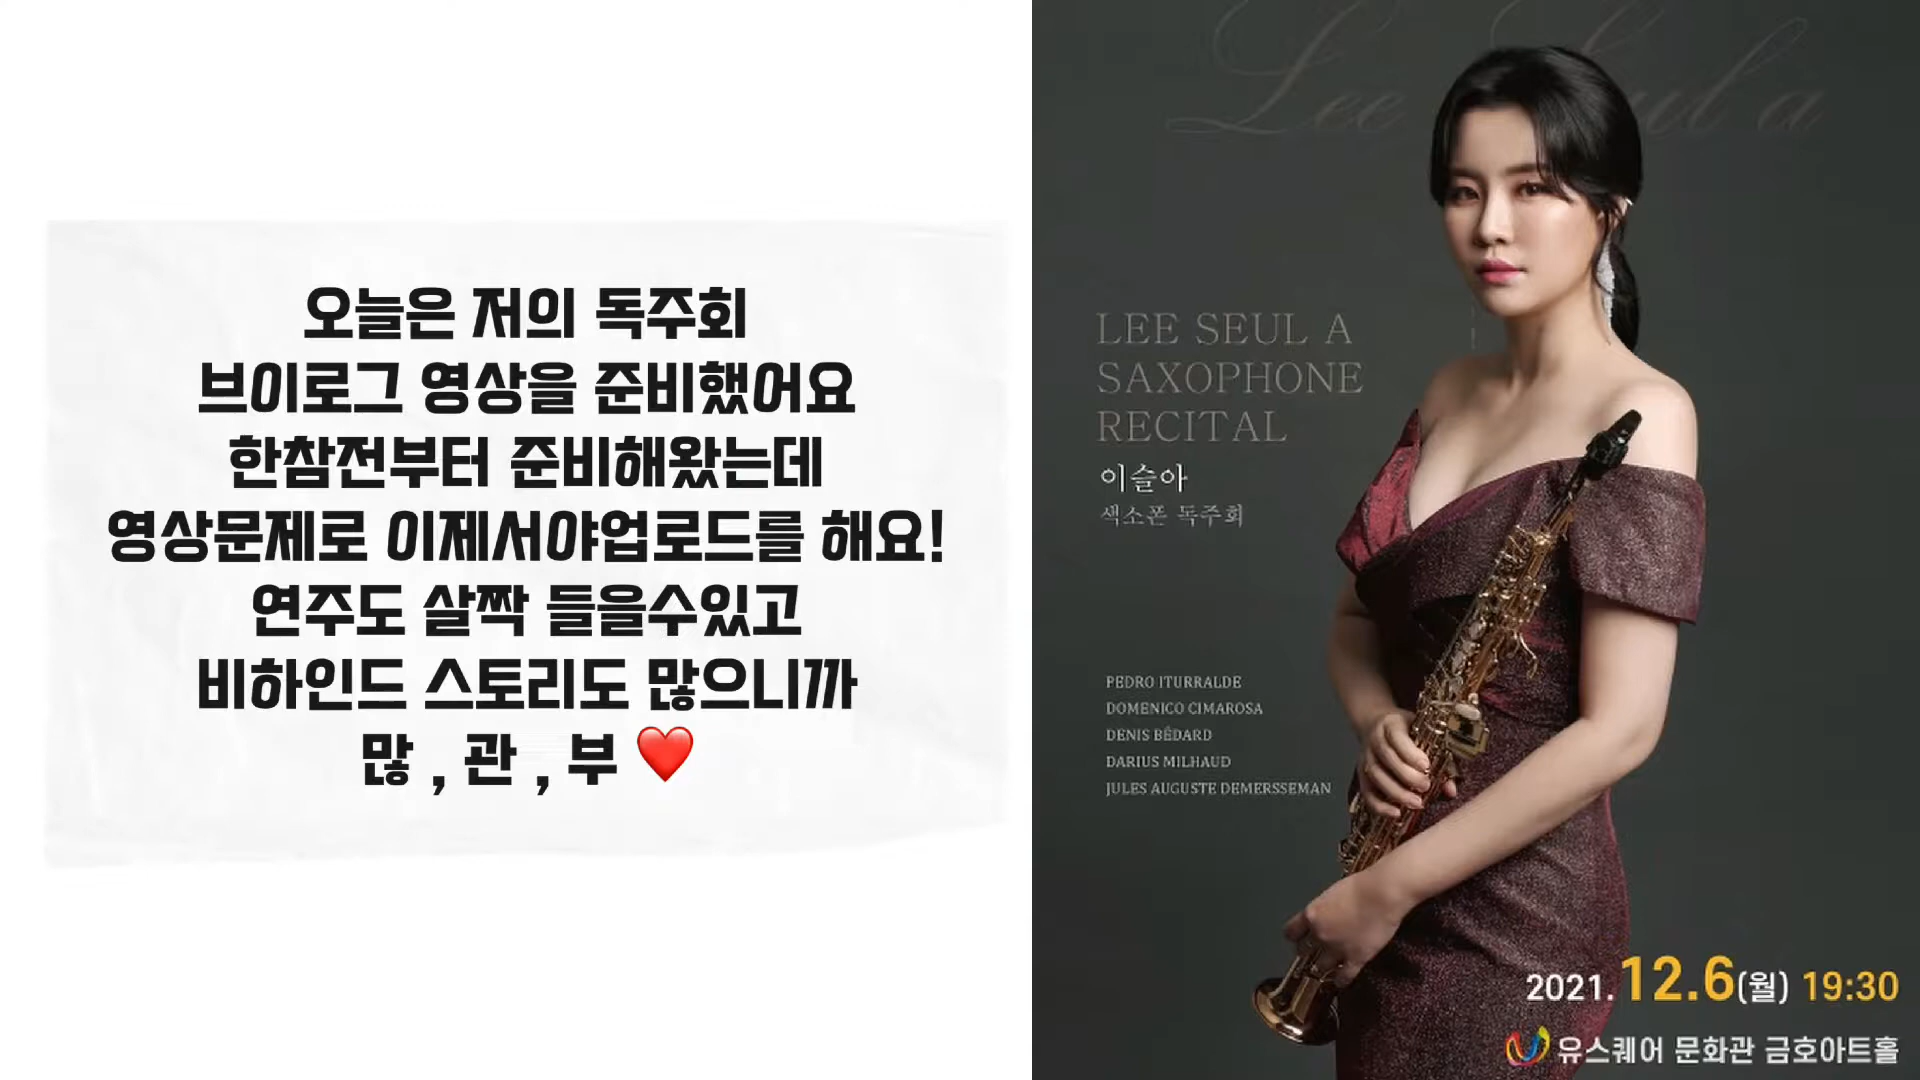 오늘은 저의 독주회
브이로그 영상을 준비했어요
한참전부터 준비해왔는데
영상문제로 이제서야업로드를 해요!
연주도 살짝 들을수있고
비하인드 스토리도 많으니까
많 , 관 , 부 ❤️
Lee Seul a
LEE SEUL A
SAXOPHONE
RECITAL
이슬아
색소폰 독주회
PEDRO ITURRALDE
DOMENICO CIMAROSA
DENIS BÉDARD
DARIUS MILHAUD
JULES AUGUSTE DEMERSSEMAN
2021.12.6(월) 19:30
유스퀘어 문화관 금호아트홀